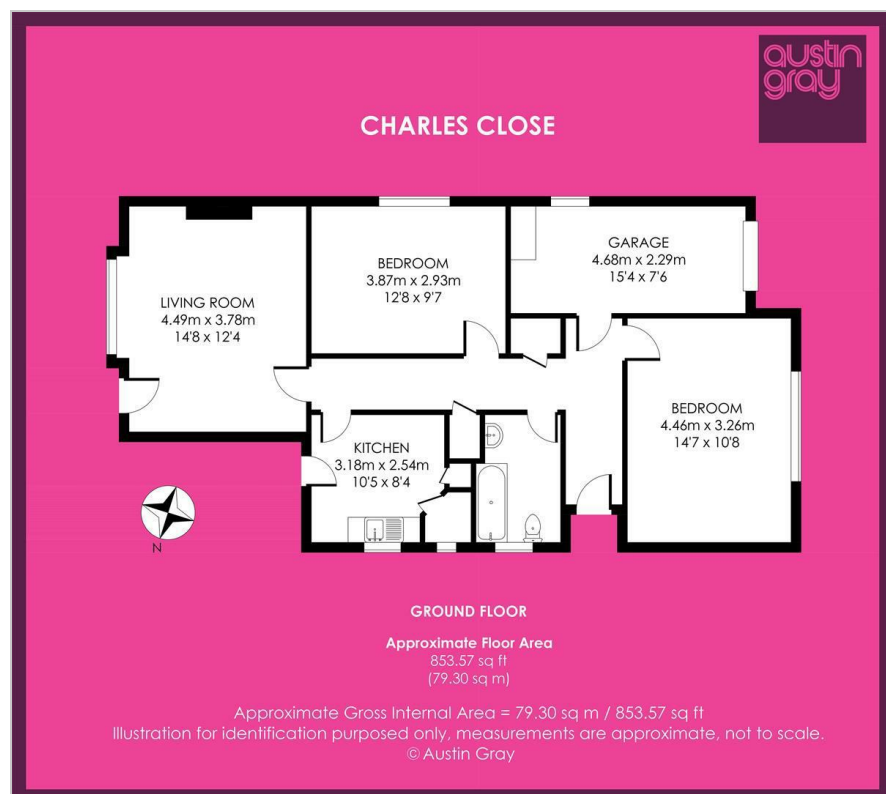 austin
gray
CHARLES CLOSE
GARAGE
4.68m x 2.29m
15'4 x 7'6
BEDROOM
3.87m x 2.93m
12'8 x 9'7
LIVING ROOM
4.49m x 3.78m
14'8 x 12'4
BEDROOM
4.46m x 3.26m
14'7 x 10'8
KITCHEN
3.18m x 2.54m
10'5 x 8'4
N
GROUND FLOOR
Approximate Floor Area
853.57 sq ft
(79.30 sq m)
Approximate Gross Internal Area = 79.30 sq m / 853.57 sq ft
Illustration for identification purposed only, measurements are approximate, not to scale.
© Austin Gray